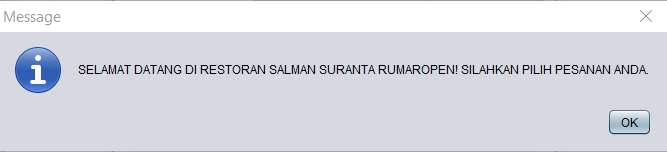 Message
SELAMAT DATANG DI RESTORAN SALMAN SURANTA RUMAROPEN! SILAHKAN PILIH PESANAN ANDA.
OK